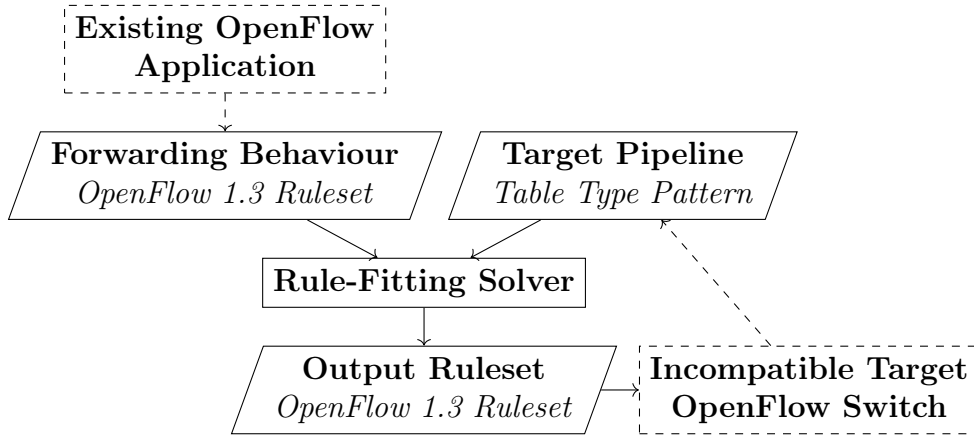 Existing OpenFlow
Application
Forwarding Behaviour
OpenFlow 1.3 Ruleset
Target Pipeline
Table Type Pattern
Rule-Fitting Solver
Output Ruleset
OpenFlow 1.3 Ruleset
Incompatible Target
OpenFlow Switch